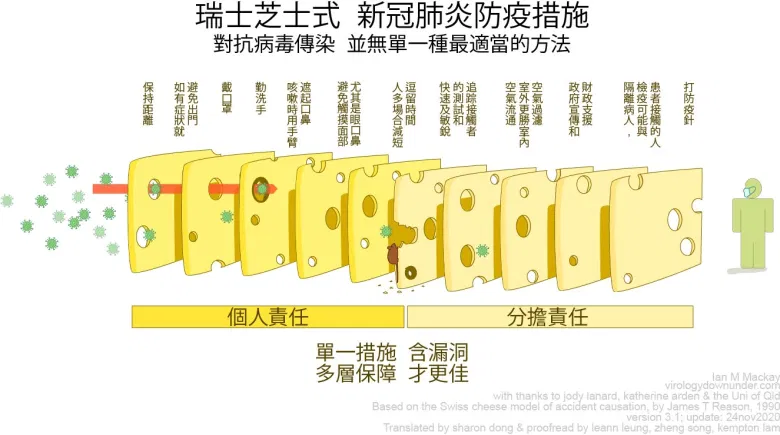 瑞士芝士式 新冠肺炎防疫措施
對抗病毒傳染 並無單一種最適當的方法
保持距離
如有症狀就
避免出門
戴口罩
勤洗手
咳嗽時用手臂
遮起口鼻
避免觸摸面部
尤其是眼口鼻
人多場合減短
逗留時間
快速及敏銳
的測試和
追踪接觸者
空氣流通
室外更勝室內
空氣過濾
政府宣傳和
財政支援
隔離病人，
檢疫可能與
患者接觸的人
打防疫針
個人責任
分擔責任
單一措施 含漏洞
多層保障 才更佳
Ian M Mackay
virologydownunder.com
with thanks to jody lanard, katherine arden & the Uni of Qld
Based on the Swiss cheese model of accident causation, by James T Reason, 1990
version 3.1; update: 24nov2020
Translated by sharon dong & proofread by leann leung, zheng song, kempton lam